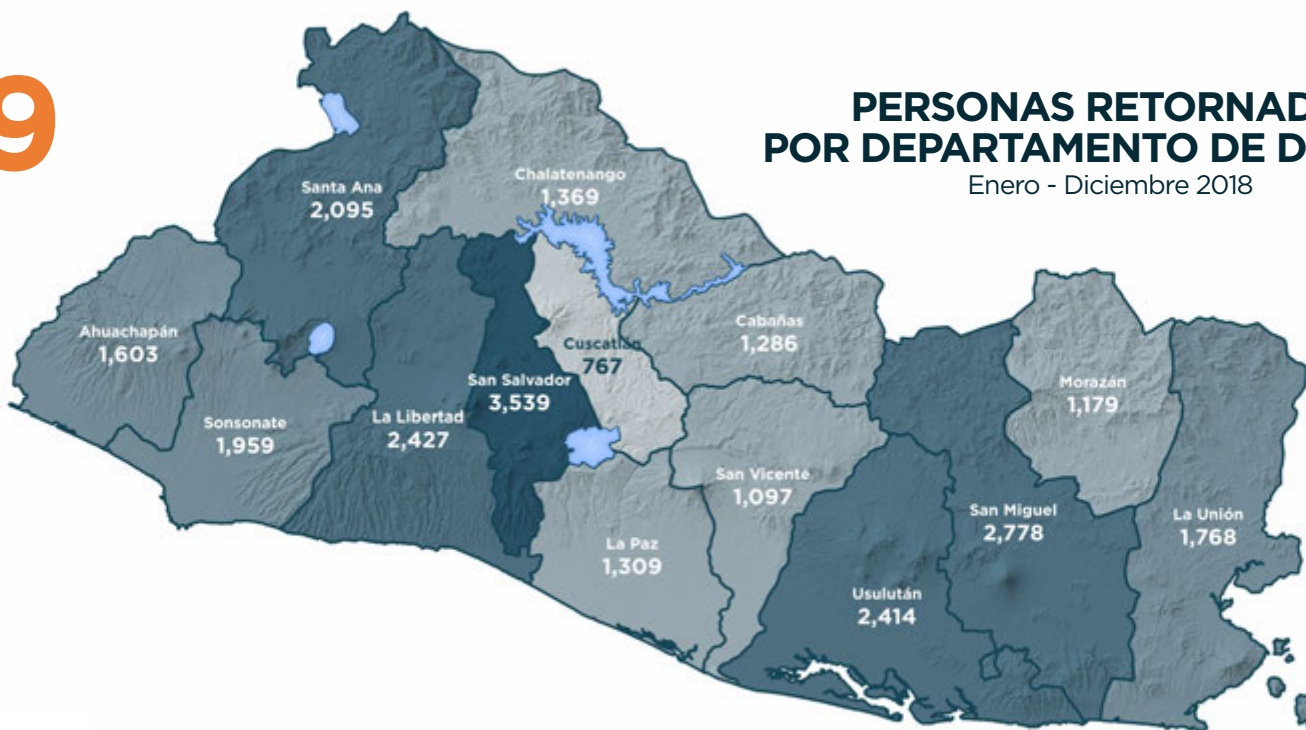 9
PERSONAS RETORNAD
POR DEPARTAMENTO DE D
Enero - Diciembre 2018
Chalatenango
1,369
Santa Ana
2,095
Ahuachapán
1,603
Sonsonate
1,959
La Libertad
2,427
San Salvador
3,539
Cuscatlán
767
Cabañas
1,286
San Vicente
1,097
La Paz
1,309
Usulután
2,414
San Miguel
2,778
Morazán
1,179
La Unión
1,768